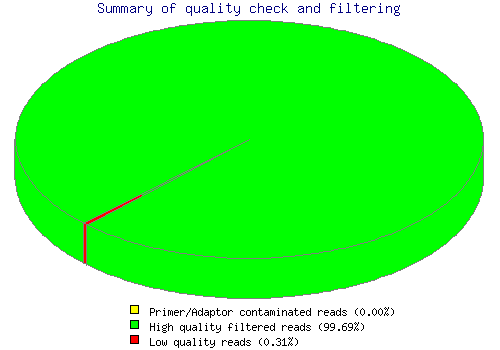 Summary of quality check and filtering
Primer/Adaptor contaminated reads (0.00%)
High quality filtered reads (99.69%)
Low quality reads (0.31%)